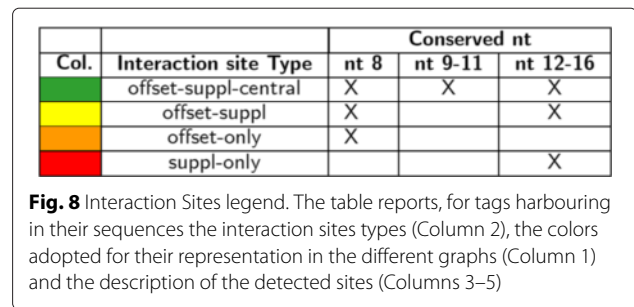 Conserved nt
Col. Interaction site Type nt 8 nt 9-11 nt 12-16
offset-suppl-central X X X
offset-suppl X X
offset-only X
suppl-only X
Fig. 8 Interaction Sites legend. The table reports, for tags harbouring
in their sequences the interaction sites types (Column 2), the colors
adopted for their representation in the different graphs (Column 1)
and the description of the detected sites (Columns 3–5)